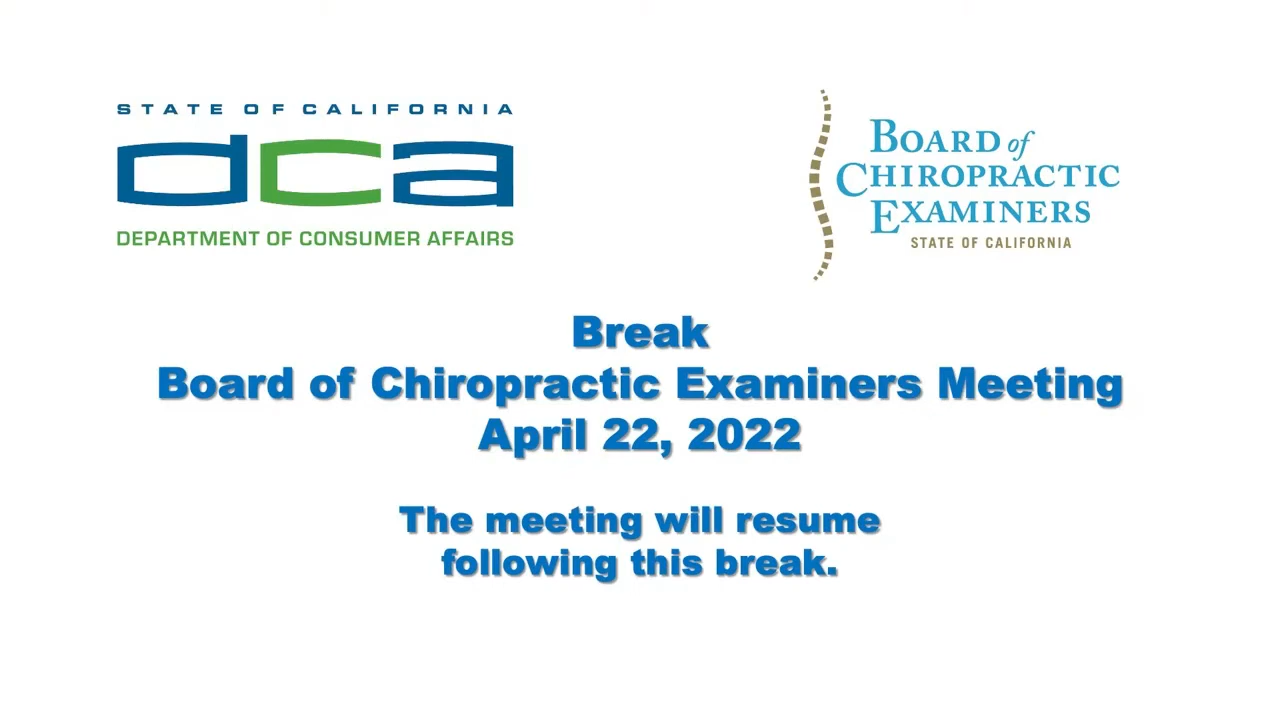 STATE OF CALIFORNIA
dca
DEPARTMENT OF CONSUMER AFFAIRS
BOARD of
CHIROPRACTIC
EXAMINERS
STATE OF CALIFORNIA
Break
Board of Chiropractic Examiners Meeting
April 22, 2022
The meeting will resume
following this break.